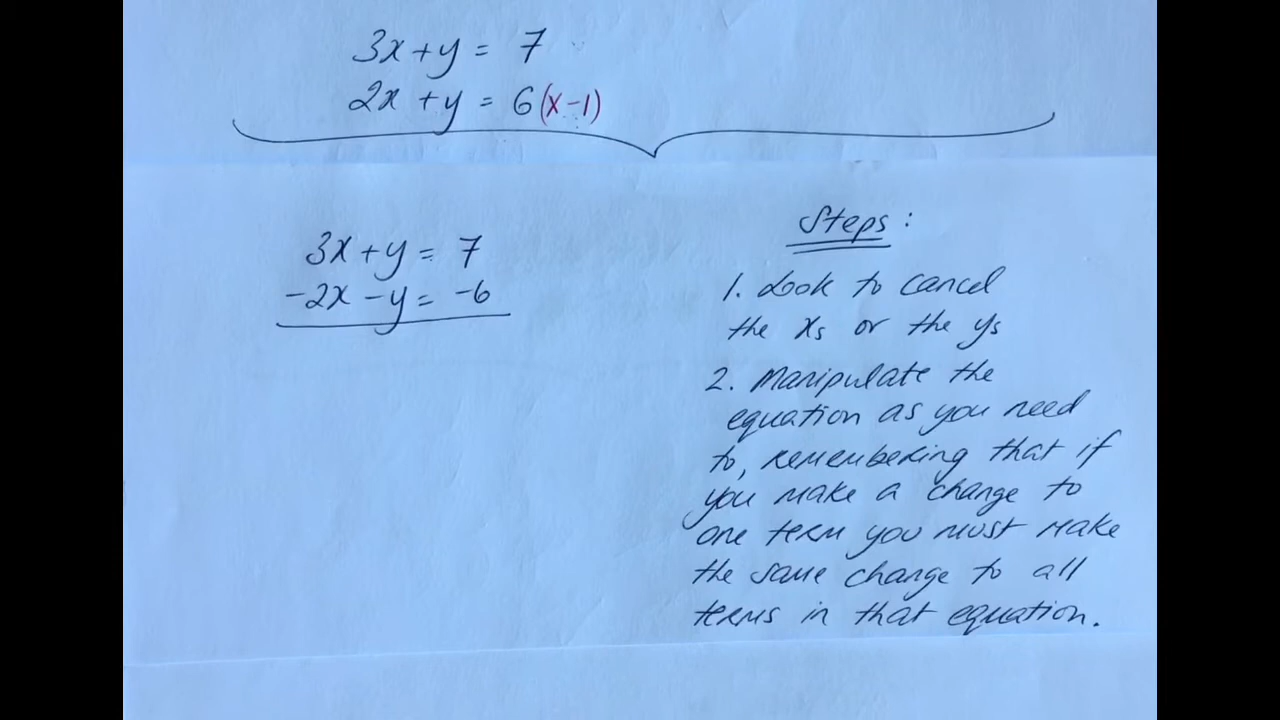 3x + y = 7
2x + y = 6 (x -1)
3x + y = 7
-2x - y = -6
Steps:
1. Look to cancel
the xs or the ys
2. Manipulate the
equation as you need
to, remembering that if
you make a change to
one term you must make
the same change to all
terms in that equation.